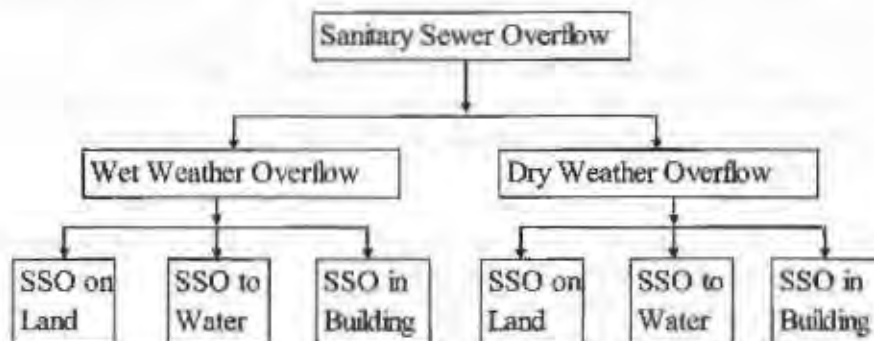 Sanitary Sewer Overflow
Wet Weather Overflow
Dry Weather Overflow
SSO on
Land
SSO to
Water
SSO in
Building
SSO on
Land
SSO to
Water
SSO in
Building